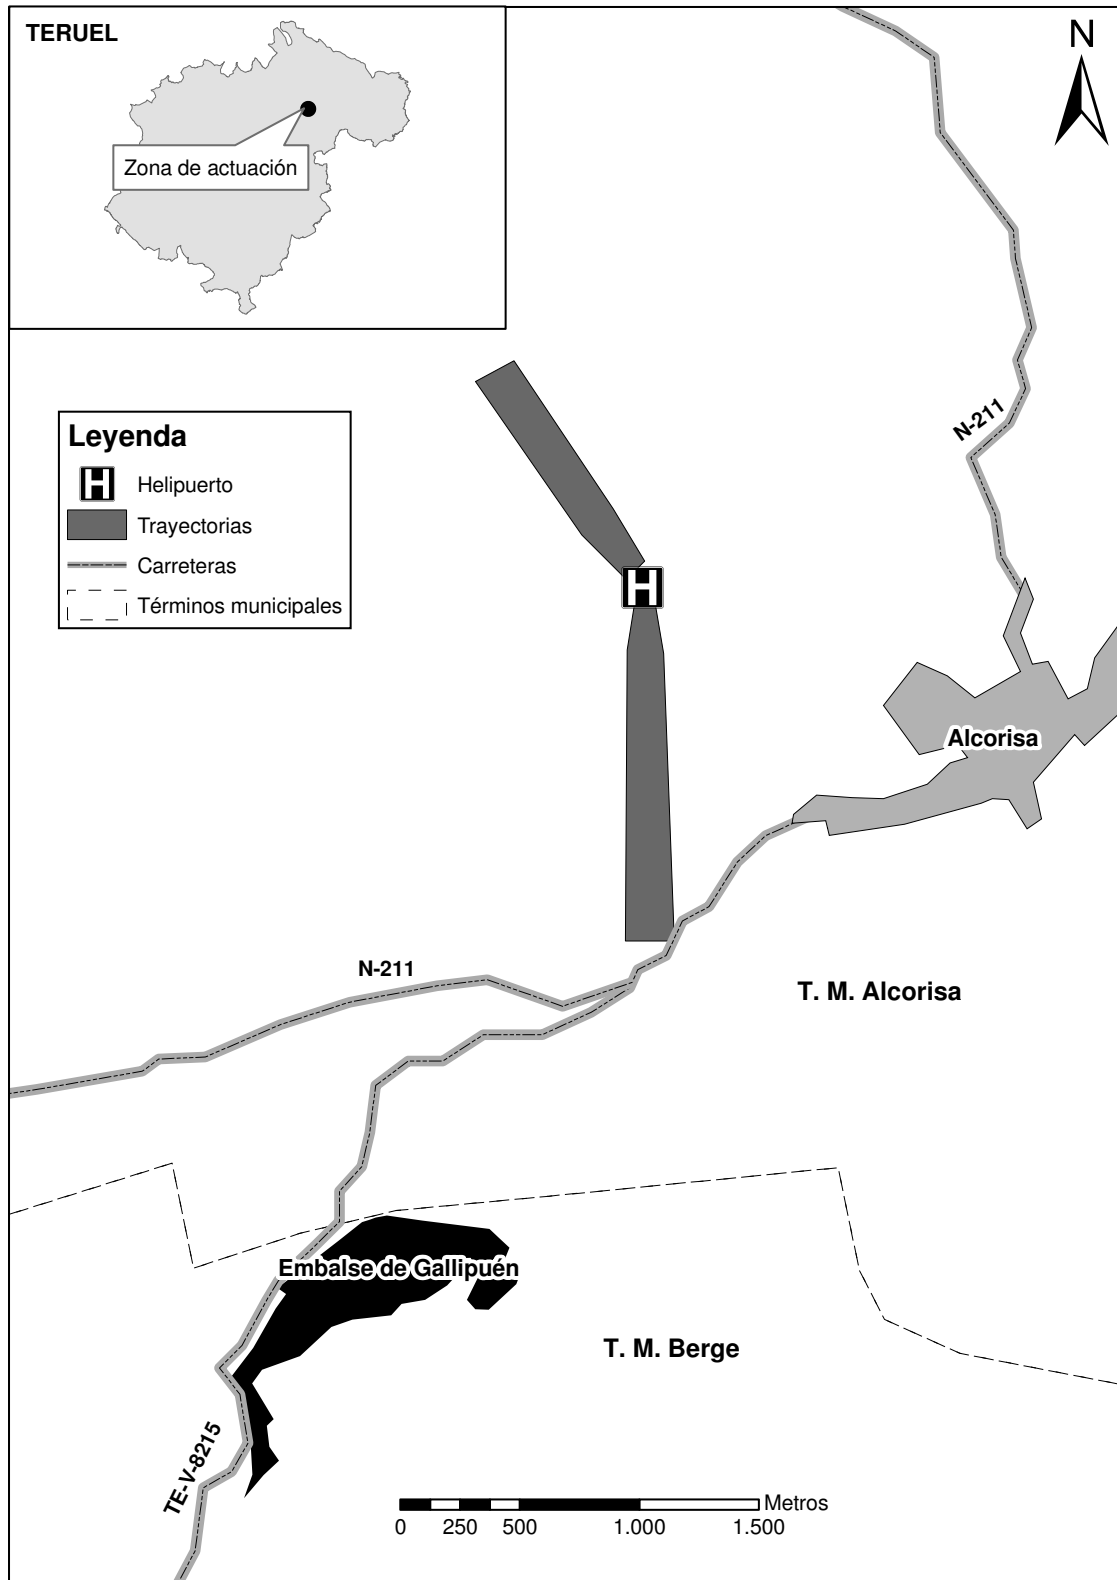 TERUEL
Zona de actuación
N
N-211
Leyenda
H Helipuerto
Trayectorias
Carreteras
Términos municipales
H
Alcorisa
N-211
T. M. Alcorisa
Embalse de Gallipuén
T. M. Berge
TE-V-8215
Metros
0 250 500 1.000 1.500